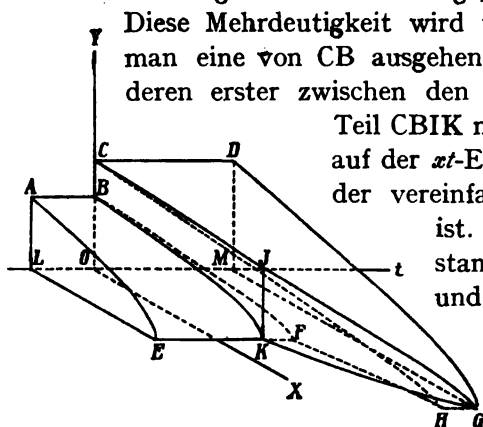 Diese Mehrdeutigkeit wird
Y
man eine von CB ausgehen
deren erster zwischen den
Teil CBIK
C D
auf der xt-E
der vereinfa
A B
ist.
stan
L O M J t
und
F
E K
X
H G